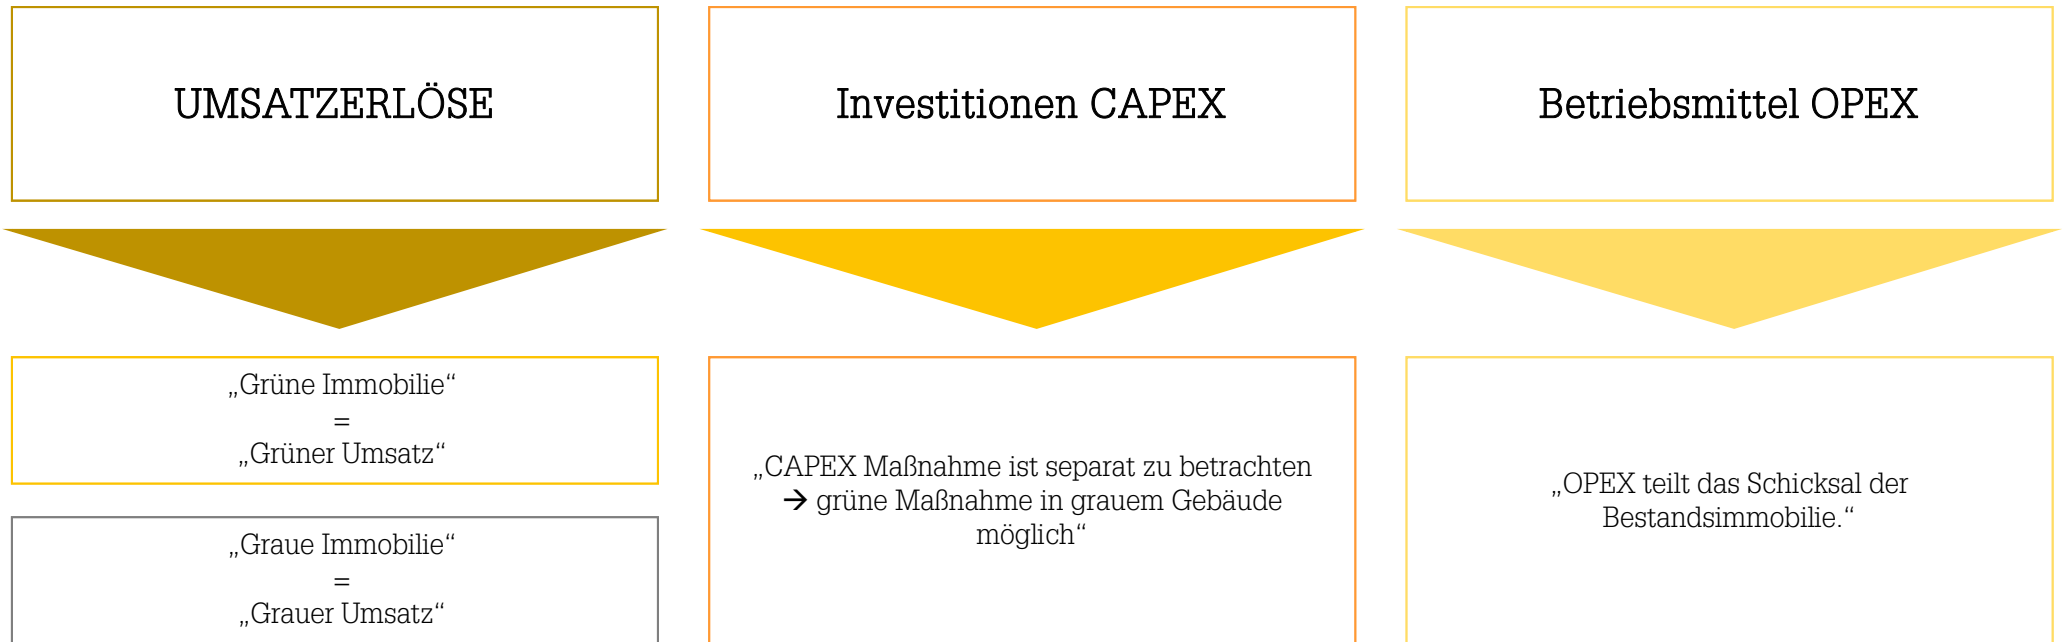 UMSATZERLÖSE
„Grüne Immobilie“
=
„Grüner Umsatz“
„Graue Immobilie“
=
„Grauer Umsatz“
Investitionen CAPEX
„CAPEX Maßnahme ist separat zu betrachten
→ grüne Maßnahme in grauem Gebäude
möglich“
Betriebsmittel OPEX
„OPEX teilt das Schicksal der
Bestandsimmobilie.“